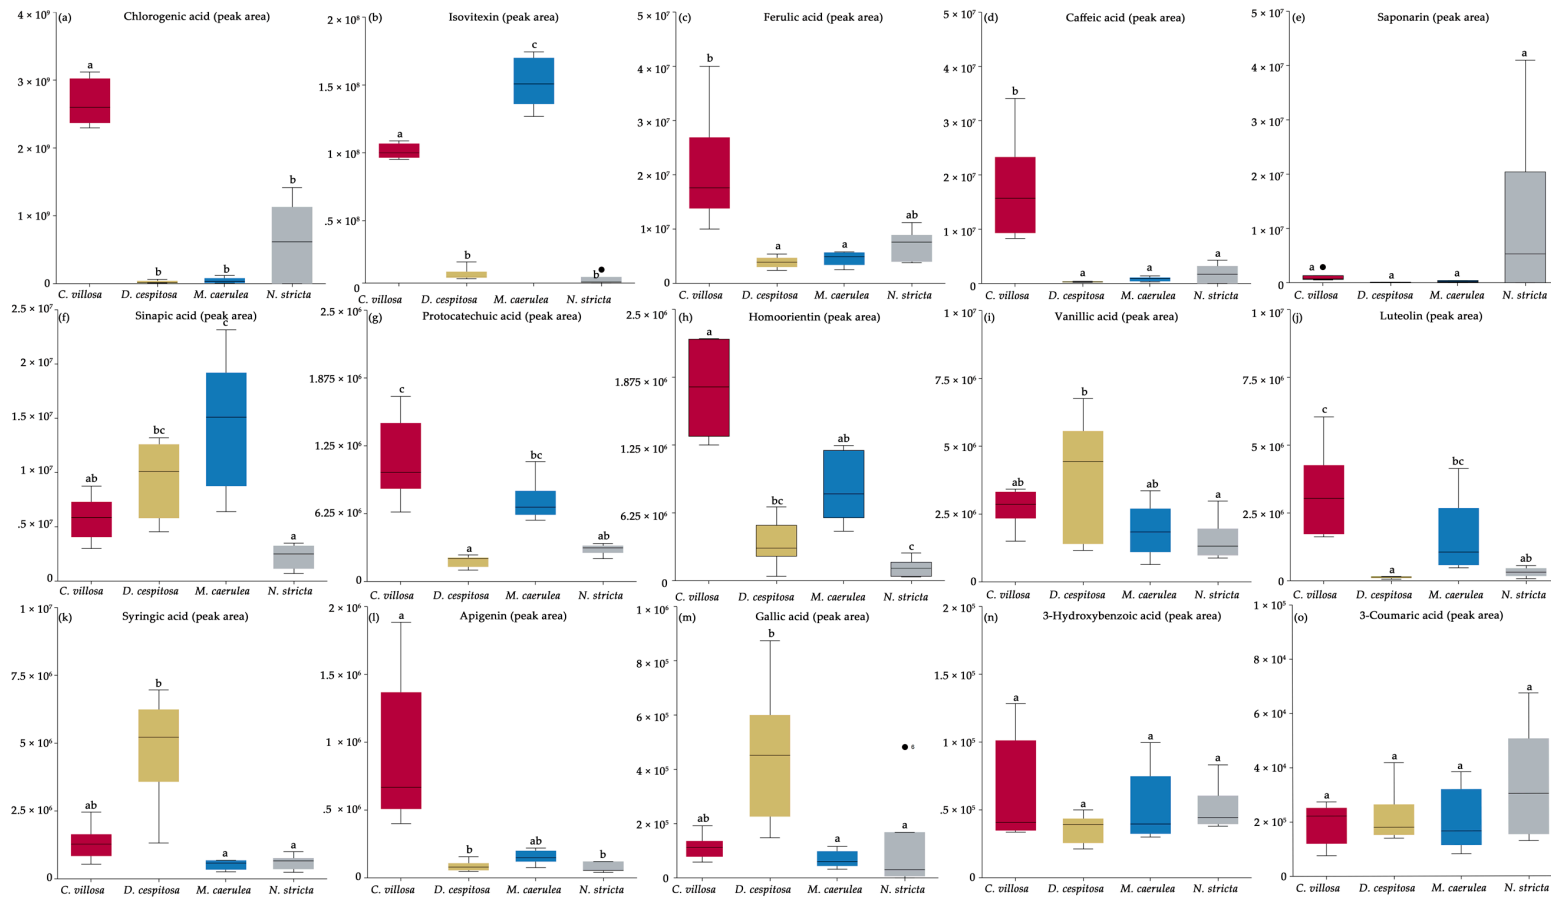 (a) Chlorogenic acid (peak area)
4 × 10⁹
3 × 10⁹
2 × 10⁹
1 × 10⁹
0
a
b
b
b
C. villosa D. cespitosa M. caerulea N. stricta
(b) Isovitexin (peak area)
2 × 10⁸
1.5 × 10⁸
1 × 10⁸
.5 × 10⁸
0
a
b
c
b
C. villosa D. cespitosa M. caerulea N. stricta
(c) Ferulic acid (peak area)
5 × 10⁷
4 × 10⁷
3 × 10⁷
2 × 10⁷
1 × 10⁷
0
b
a
a
ab
C. villosa D. cespitosa M. caerulea N. stricta
(d) Caffeic acid (peak area)
5 × 10⁷
4 × 10⁷
3 × 10⁷
2 × 10⁷
1 × 10⁷
0
b
a
a
a
C. villosa D. cespitosa M. caerulea N. stricta
(e) Saponarin (peak area)
5 × 10⁷
4 × 10⁷
3 × 10⁷
2 × 10⁷
1 × 10⁷
0
a
a
a
a
C. villosa D. cespitosa M. caerulea N. stricta
(f) Sinapic acid (peak area)
2.5 × 10⁷
2 × 10⁷
1.5 × 10⁷
1 × 10⁷
.5 × 10⁷
0
ab
bc
c
a
C. villosa D. cespitosa M. caerulea N. stricta
(g) Protocatechuic acid (peak area)
2.5 × 10⁶
1.875 × 10⁶
1.25 × 10⁶
6.25 × 10⁶
0
c
a
bc
ab
C. villosa D. cespitosa M. caerulea N. stricta
(h) Homoorientin (peak area)
2.5 × 10⁶
1.875 × 10⁶
1.25 × 10⁶
6.25 × 10⁶
0
a
bc
ab
c
C. villosa D. cespitosa M. caerulea N. stricta
(i) Vanillic acid (peak area)
1 × 10⁷
7.5 × 10⁶
5 × 10⁶
2.5 × 10⁶
0
ab
b
ab
a
C. villosa D. cespitosa M. caerulea N. stricta
(j) Luteolin (peak area)
1 × 10⁷
7.5 × 10⁶
5 × 10⁶
2.5 × 10⁶
0
c
a
bc
ab
C. villosa D. cespitosa M. caerulea N. stricta
(k) Syringic acid (peak area)
1 × 10⁷
7.5 × 10⁶
5 × 10⁶
2.5 × 10⁶
0
ab
b
a
a
C. villosa D. cespitosa M. caerulea N. stricta
(l) Apigenin (peak area)
2 × 10⁶
1.5 × 10⁶
1 × 10⁶
.5 × 10⁶
0
a
b
ab
b
C. villosa D. cespitosa M. caerulea N. stricta
(m) Gallic acid (peak area)
1 × 10⁶
8 × 10⁵
6 × 10⁵
4 × 10⁵
2 × 10⁵
0
ab
b
a
6
a
C. villosa D. cespitosa M. caerulea N. stricta
(n) 3-Hydroxybenzoic acid (peak area)
2 × 10⁵
1.5 × 10⁵
1 × 10⁵
.5 × 10⁵
0
a
a
a
a
C. villosa D. cespitosa M. caerulea N. stricta
(o) 3-Coumaric acid (peak area)
1 × 10⁵
8 × 10⁴
6 × 10⁴
4 × 10⁴
2 × 10⁵
0
a
a
a
a
C. villosa D. cespitosa M. caerulea N. stricta